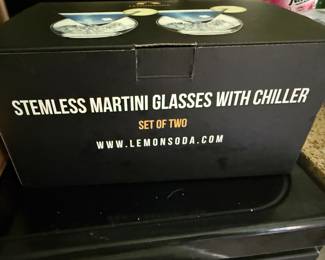 STEMLESS MARTINI GLASSES WITH CHILLER
SET OF TWO
WWW.LEMONSODA.COM